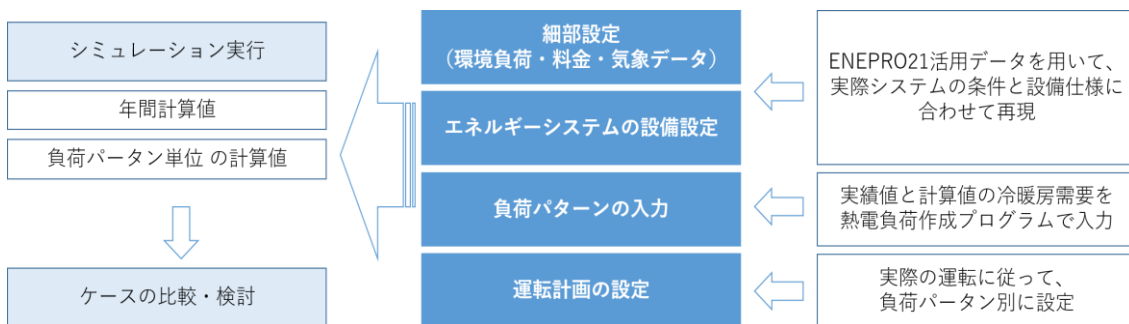 シミュレーション実行
年間計算値
負荷パータン単位 の計算値
ケースの比較・検討
細部設定
（環境負荷・料金・気象データ）
エネルギーシステムの設備設定
負荷パターンの入力
運転計画の設定
ENEPRO21活用データを用いて、
実際システムの条件と設備仕様に
合わせて再現
実績値と計算値の冷暖房需要を
熱電負荷作成プログラムで入力
実際の運転に従って、
負荷パータン別に設定